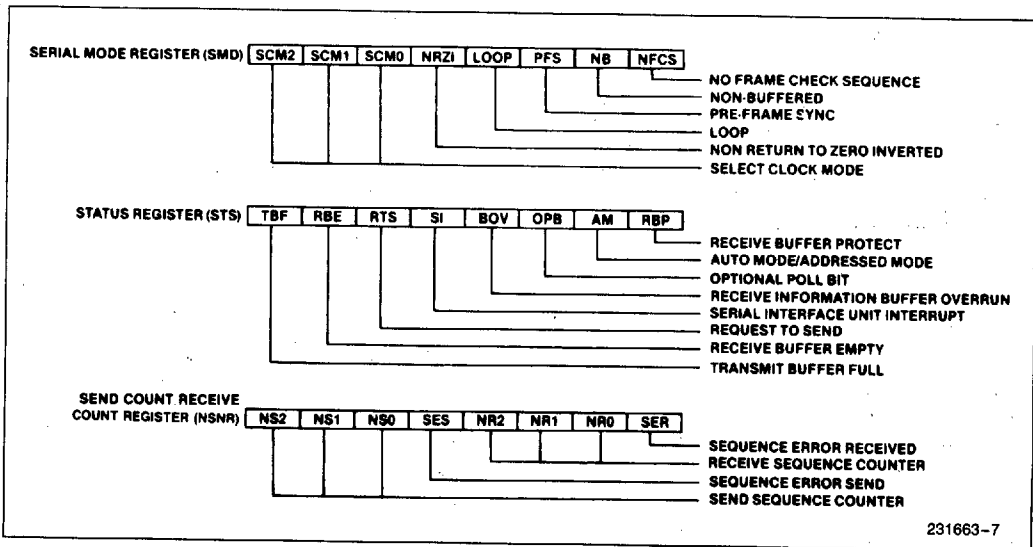 SERIAL MODE REGISTER (SMD) SCM2 SCM1 SCM0 NRZI LOOP PFS NB NFCS
NO FRAME CHECK SEQUENCE
NON-BUFFERED
PRE-FRAME SYNC
LOOP
NON RETURN TO ZERO INVERTED
SELECT CLOCK MODE
STATUS REGISTER (STS) TBF RBE RTS SI BOV OPB AM RBP
RECEIVE BUFFER PROTECT
AUTO MODE/ADDRESSED MODE
OPTIONAL POLL BIT
RECEIVE INFORMATION BUFFER OVERRUN
SERIAL INTERFACE UNIT INTERRUPT
REQUEST TO SEND
RECEIVE BUFFER EMPTY
TRANSMIT BUFFER FULL
SEND COUNT RECEIVE
COUNT REGISTER (NSNR) NS2 NS1 NS0 SES NR2 NR1 NR0 SER
SEQUENCE ERROR RECEIVED
RECEIVE SEQUENCE COUNTER
SEQUENCE ERROR SEND
SEND SEQUENCE COUNTER
231663-7